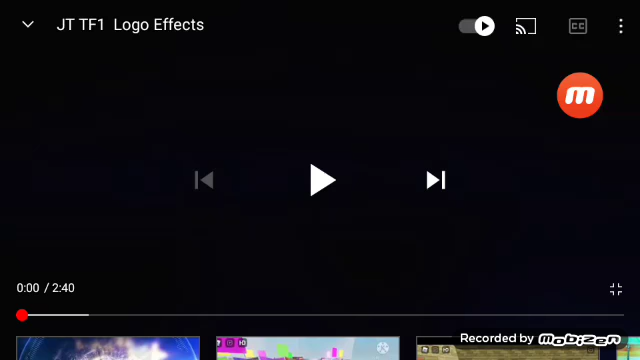 JT TF1  Logo Effects
CC
m
0:00 / 2:40
Recorded by Mobizen